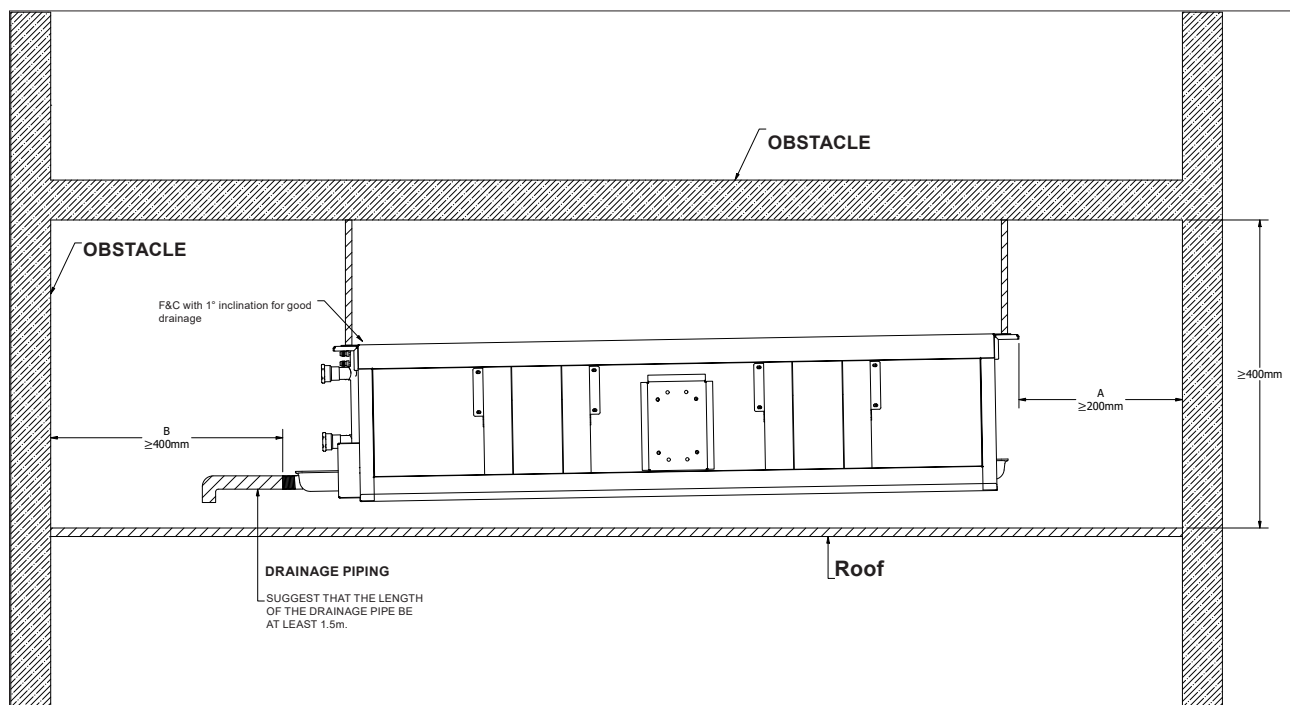 OBSTACLE
OBSTACLE
F&C with 1° inclination for good
drainage
≥400mm
A
≥200mm
B
≥400mm
Roof
DRAINAGE PIPING
SUGGEST THAT THE LENGTH
OF THE DRAINAGE PIPE BE
AT LEAST 1.5m.